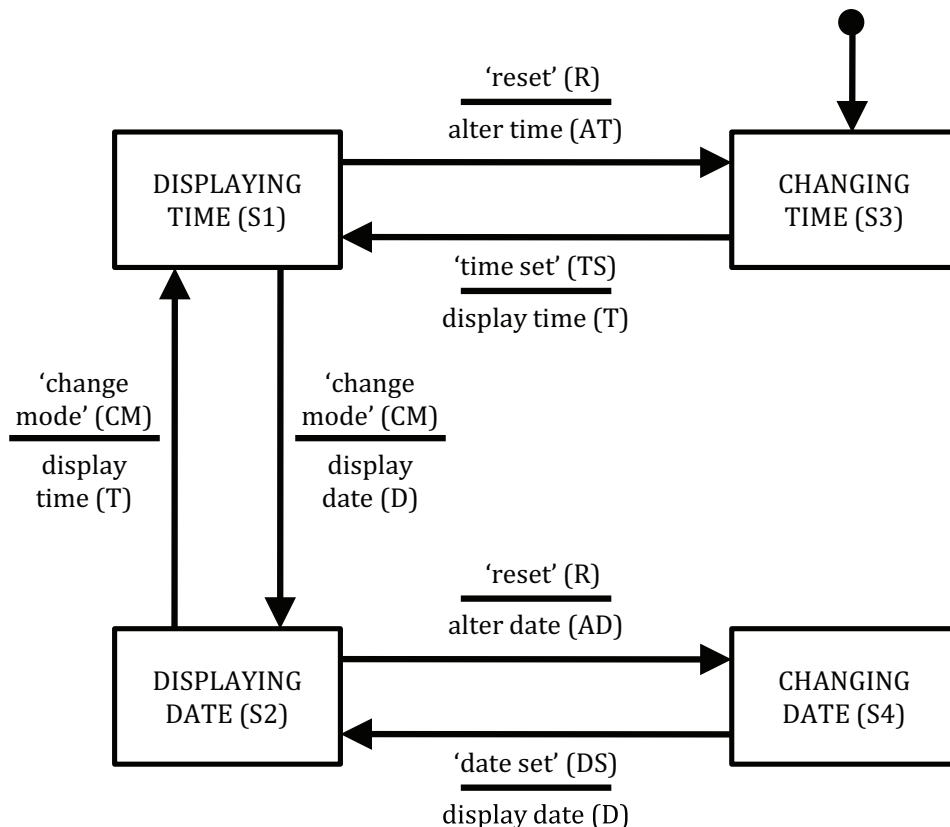 ‘reset’ (R)
alter time (AT)
DISPLAYING
TIME (S1)
CHANGING
TIME (S3)
‘time set’ (TS)
display time (T)
‘change
mode’ (CM)
display
time (T)
‘change
mode’ (CM)
display
date (D)
‘reset’ (R)
alter date (AD)
DISPLAYING
DATE (S2)
CHANGING
DATE (S4)
‘date set’ (DS)
display date (D)